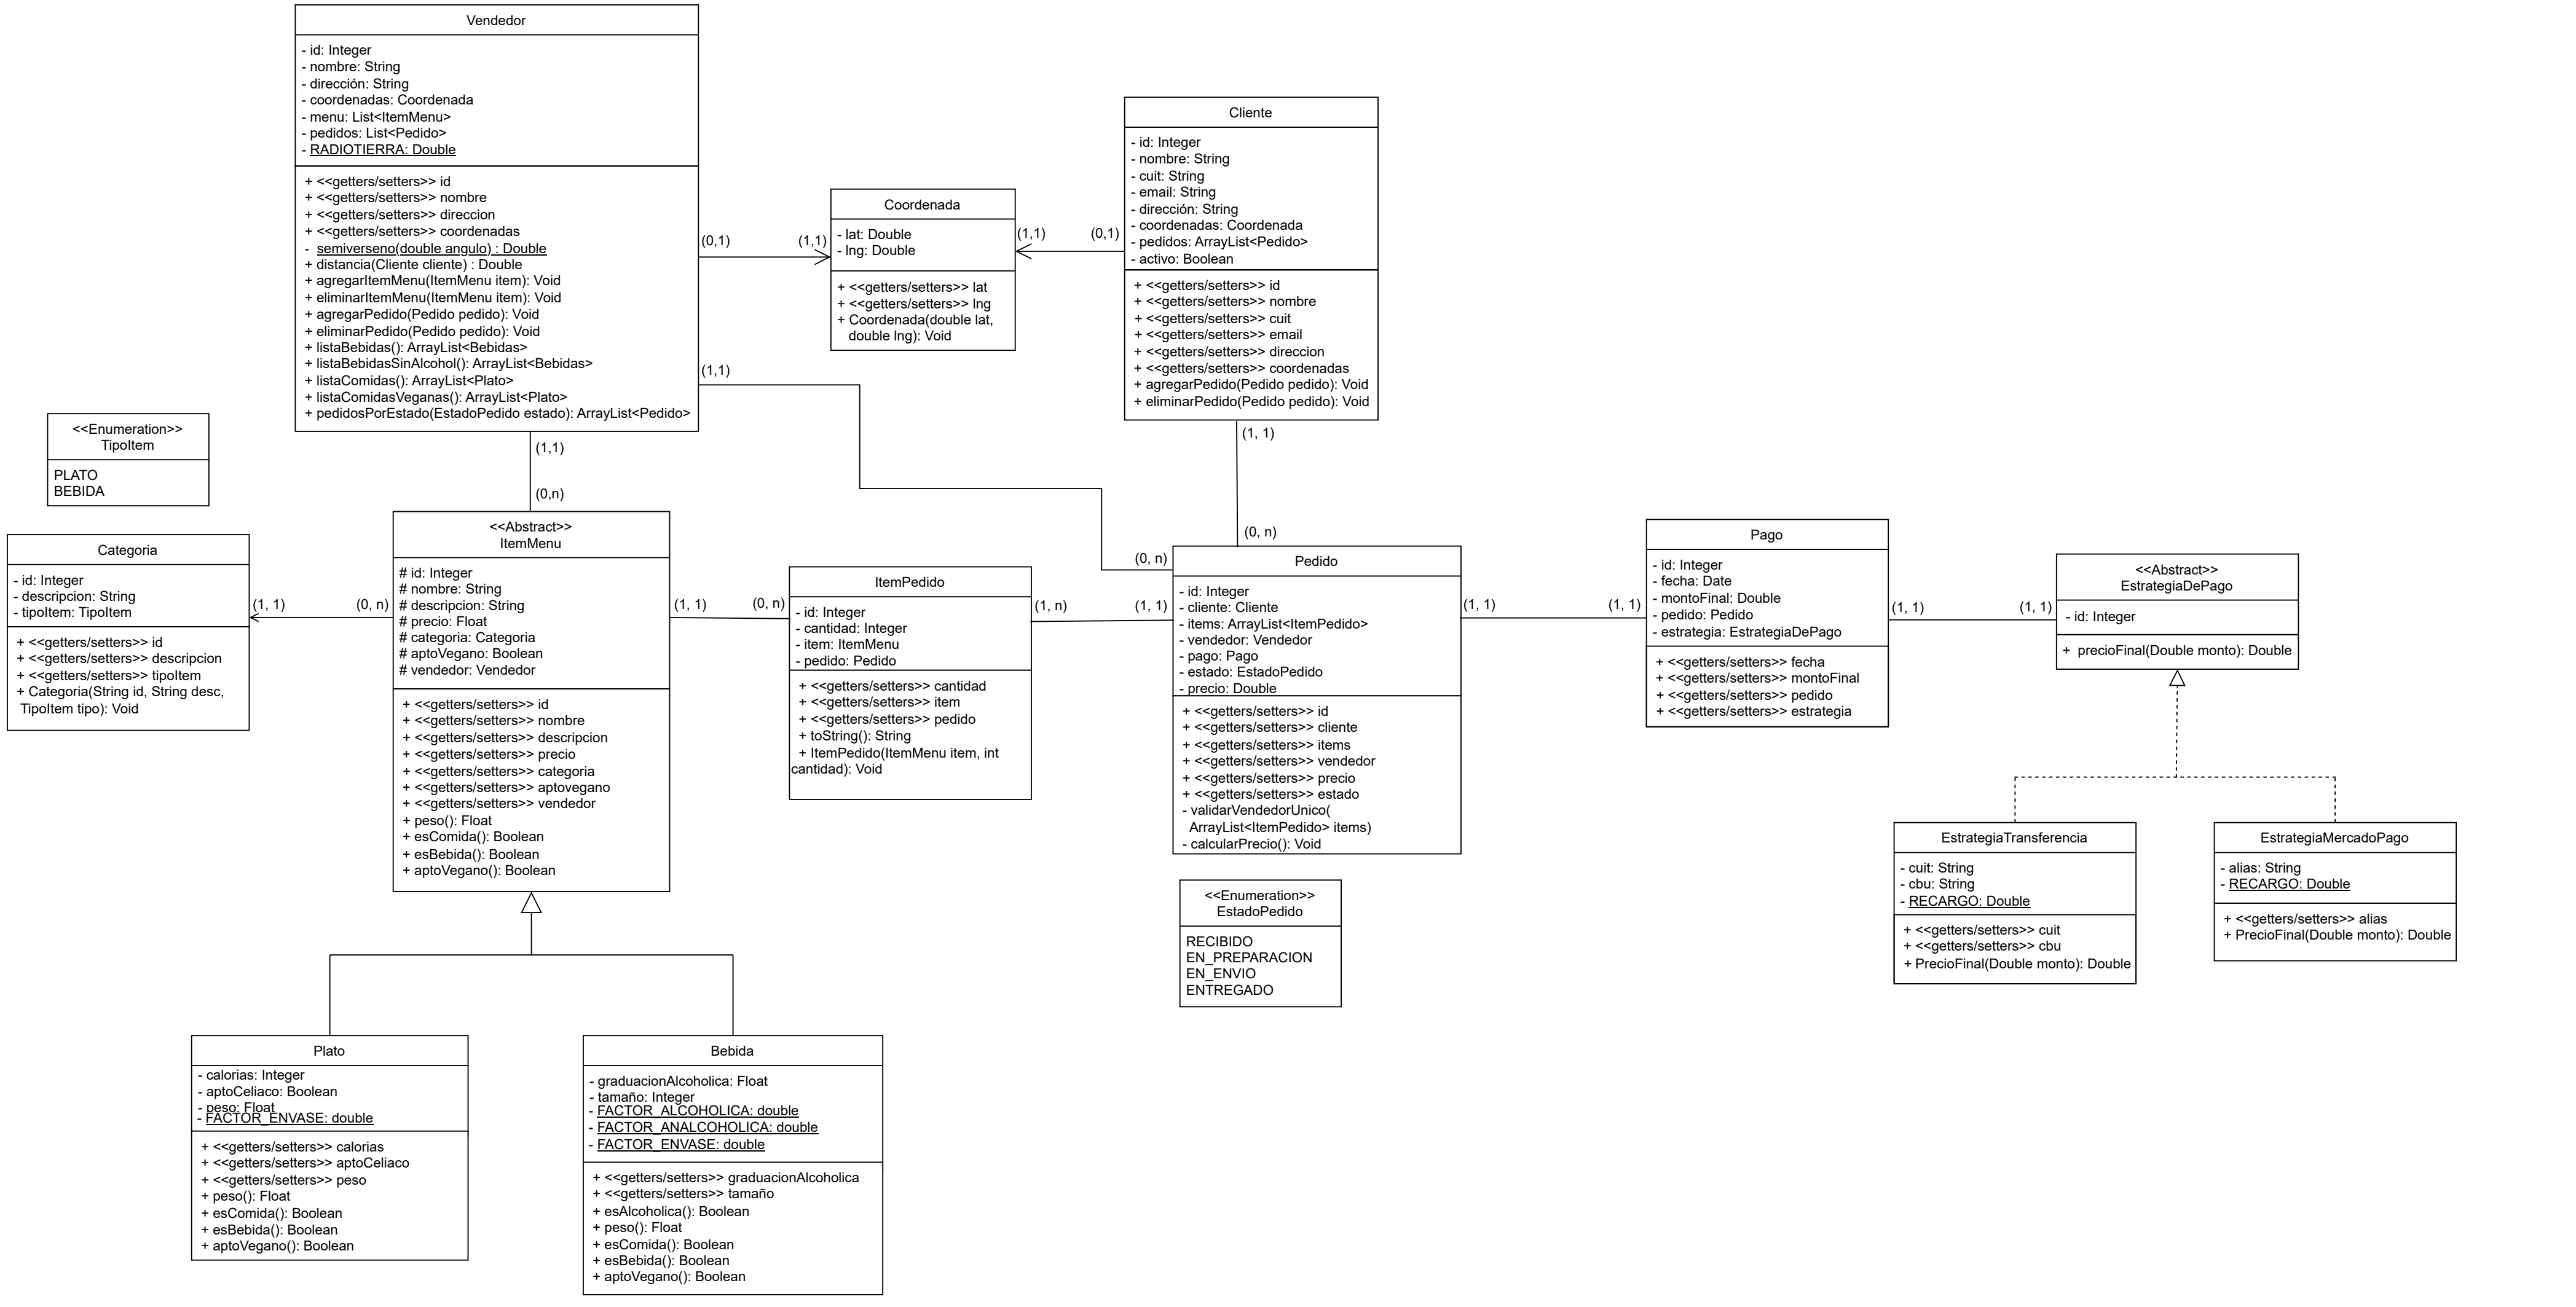 Vendedor
- id: Integer
- nombre: String
- dirección: String
- coordenadas: Coordenada
- menu: List<ItemMenu>
- pedidos: List<Pedido>
- RADIOTIERRA: Double
+ <<getters/setters>> id
+ <<getters/setters>> nombre
+ <<getters/setters>> direccion
+ <<getters/setters>> coordenadas
- semiverseno(double angulo) : Double
+ distancia(Cliente cliente) : Double
+ agregarItemMenu(ItemMenu item): Void
+ eliminarItemMenu(ItemMenu item): Void
+ agregarPedido(Pedido pedido): Void
+ eliminarPedido(Pedido pedido): Void
+ listaBebidas(): ArrayList<Bebidas>
+ listaBebidasSinAlcohol(): ArrayList<Bebidas>
+ listaComidas(): ArrayList<Plato>
+ listaComidasVeganas(): ArrayList<Plato>
+ pedidosPorEstado(EstadoPedido estado): ArrayList<Pedido>
(0,1)
(1,1)
Coordenada
- lat: Double
- lng: Double
+ <<getters/setters>> lat
+ <<getters/setters>> lng
+ Coordenada(double lat,
double lng): Void
(1,1)
(0,1)
Cliente
- id: Integer
- nombre: String
- cuit: String
- email: String
- dirección: String
- coordenadas: Coordenada
- pedidos: ArrayList<Pedido>
- activo: Boolean
+ <<getters/setters>> id
+ <<getters/setters>> nombre
+ <<getters/setters>> cuit
+ <<getters/setters>> email
+ <<getters/setters>> direccion
+ <<getters/setters>> coordenadas
+ agregarPedido(Pedido pedido): Void
+ eliminarPedido(Pedido pedido): Void
(1,1)
(1,1)
(0,n)
(1, 1)
(0, n)
(0, n)
<<Enumeration>>
TipoItem
PLATO
BEBIDA
Categoria
- id: Integer
- descripcion: String
- tipoItem: TipoItem
+ <<getters/setters>> id
+ <<getters/setters>> descripcion
+ <<getters/setters>> tipoItem
+ Categoria(String id, String desc,
TipoItem tipo): Void
(1, 1)
(0, n)
<<Abstract>>
ItemMenu
# id: Integer
# nombre: String
# descripcion: String
# precio: Float
# categoria: Categoria
# aptoVegano: Boolean
# vendedor: Vendedor
+ <<getters/setters>> id
+ <<getters/setters>> nombre
+ <<getters/setters>> descripcion
+ <<getters/setters>> precio
+ <<getters/setters>> categoria
+ <<getters/setters>> aptovegano
+ <<getters/setters>> vendedor
+ peso(): Float
+ esComida(): Boolean
+ esBebida(): Boolean
+ aptoVegano(): Boolean
(1, 1)
(0, n)
ItemPedido
- id: Integer
- cantidad: Integer
- item: ItemMenu
- pedido: Pedido
+ <<getters/setters>> cantidad
+ <<getters/setters>> item
+ <<getters/setters>> pedido
+ toString(): String
+ ItemPedido(ItemMenu item, int
cantidad): Void
(1, n)
(1, 1)
Pedido
- id: Integer
- cliente: Cliente
- items: ArrayList<ItemPedido>
- vendedor: Vendedor
- pago: Pago
- estado: EstadoPedido
- precio: Double
+ <<getters/setters>> id
+ <<getters/setters>> cliente
+ <<getters/setters>> items
+ <<getters/setters>> vendedor
+ <<getters/setters>> precio
+ <<getters/setters>> estado
- validarVendedorUnico(
ArrayList<ItemPedido> items)
- calcularPrecio(): Void
(1, 1)
(1, 1)
Pago
- id: Integer
- fecha: Date
- montoFinal: Double
- pedido: Pedido
- estrategia: EstrategiaDePago
+ <<getters/setters>> fecha
+ <<getters/setters>> montoFinal
+ <<getters/setters>> pedido
+ <<getters/setters>> estrategia
(1, 1)
(1, 1)
<<Abstract>>
EstrategiaDePago
- id: Integer
+ precioFinal(Double monto): Double
EstrategiaTransferencia
- cuit: String
- cbu: String
- RECARGO: Double
+ <<getters/setters>> cuit
+ <<getters/setters>> cbu
+ PrecioFinal(Double monto): Double
EstrategiaMercadoPago
- alias: String
- RECARGO: Double
+ <<getters/setters>> alias
+ PrecioFinal(Double monto): Double
<<Enumeration>>
EstadoPedido
RECIBIDO
EN_PREPARACION
EN_ENVIO
ENTREGADO
Plato
- calorias: Integer
- aptoCeliaco: Boolean
- peso: Float
- FACTOR_ENVASE: double
+ <<getters/setters>> calorias
+ <<getters/setters>> aptoCeliaco
+ <<getters/setters>> peso
+ peso(): Float
+ esComida(): Boolean
+ esBebida(): Boolean
+ aptoVegano(): Boolean
Bebida
- graduacionAlcoholica: Float
- tamaño: Integer
- FACTOR_ALCOHOLICA: double
- FACTOR_ANALCOHOLICA: double
- FACTOR_ENVASE: double
+ <<getters/setters>> graduacionAlcoholica
+ <<getters/setters>> tamaño
+ esAlcoholica(): Boolean
+ peso(): Float
+ esComida(): Boolean
+ esBebida(): Boolean
+ aptoVegano(): Boolean